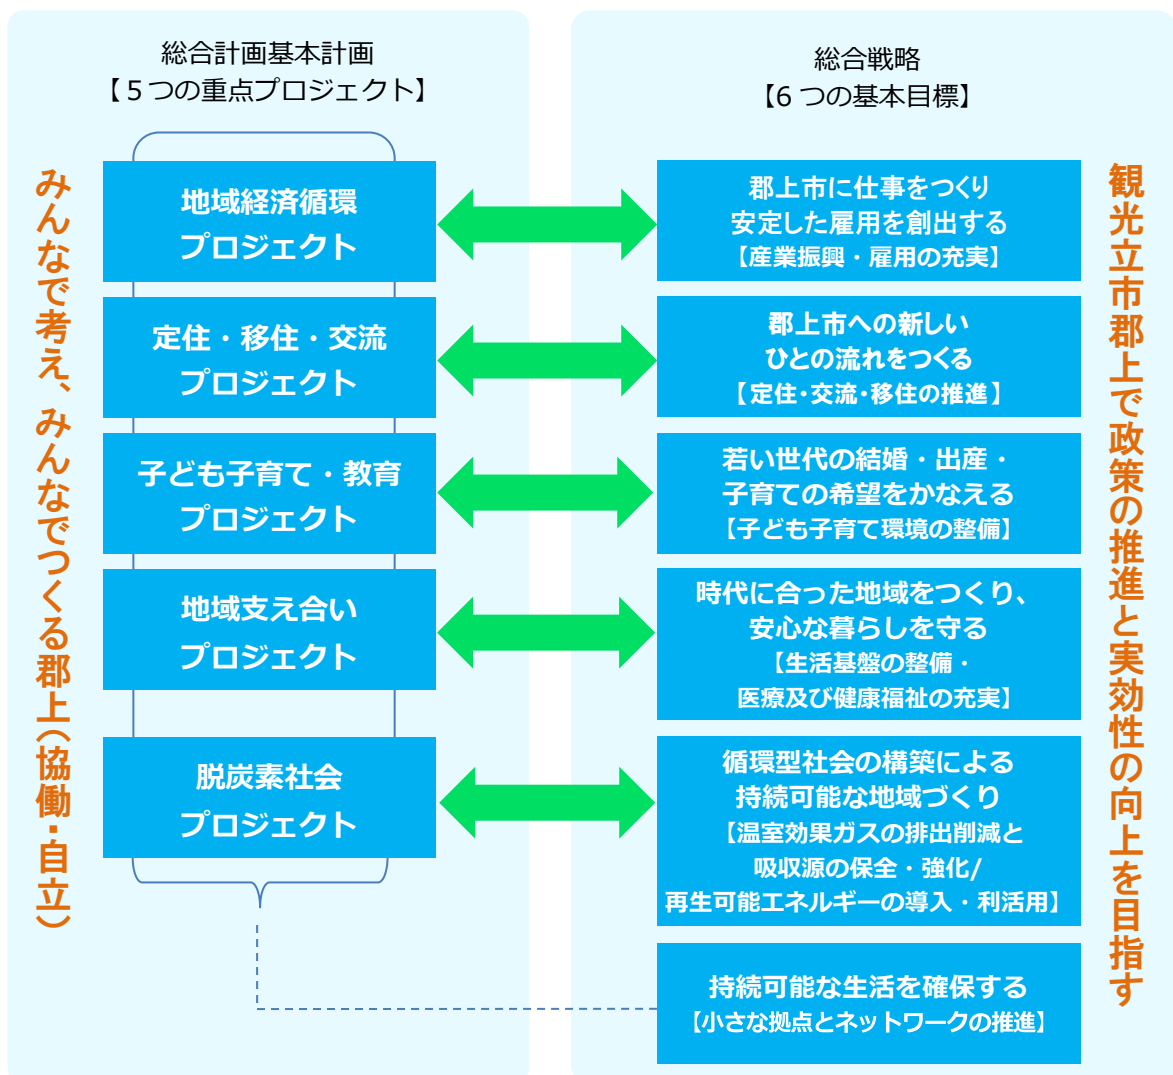 総合計画基本計画
【５つの重点プロジェクト】
みんなで考え、みんなでつくる郡上（協働・自立）
地域経済循環
プロジェクト
定住・移住・交流
プロジェクト
子ども子育て・教育
プロジェクト
地域支え合い
プロジェクト
脱炭素社会
プロジェクト
総合戦略
【6 つの基本目標】
郡上市に仕事をつくり
安定した雇用を創出する
【産業振興・雇用の充実】
郡上市への新しい
ひとの流れをつくる
【定住・交流・移住の推進】
若い世代の結婚・出産・
子育ての希望をかなえる
【子ども子育て環境の整備】
時代に合った地域をつくり、
安心な暮らしを守る
【生活基盤の整備・
医療及び健康福祉の充実】
循環型社会の構築による
持続可能な地域づくり
【温室効果ガスの排出削減と
吸収源の保全・強化/
再生可能エネルギーの導入・利活用】
持続可能な生活を確保する
【小さな拠点とネットワークの推進】
観光立市郡上で政策の推進と実効性の向上を目指す